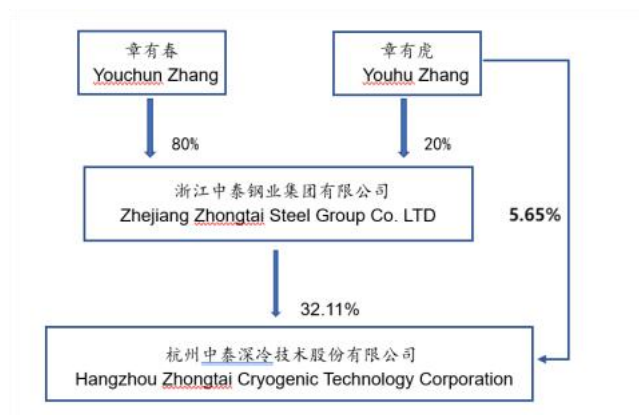 章有春
Youchun Zhang
章有虎
Youhu Zhang
80%
20%
浙江中泰钢业集团有限公司
Zhejiang Zhongtai Steel Group Co. LTD
5.65%
32.11%
杭州中泰深冷技术股份有限公司
Hangzhou Zhongtai Cryogenic Technology Corporation